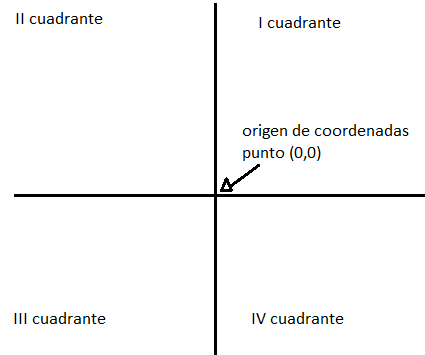 II cuadrante
I cuadrante
origen de coordenadas
punto (0,0)
III cuadrante
IV cuadrante